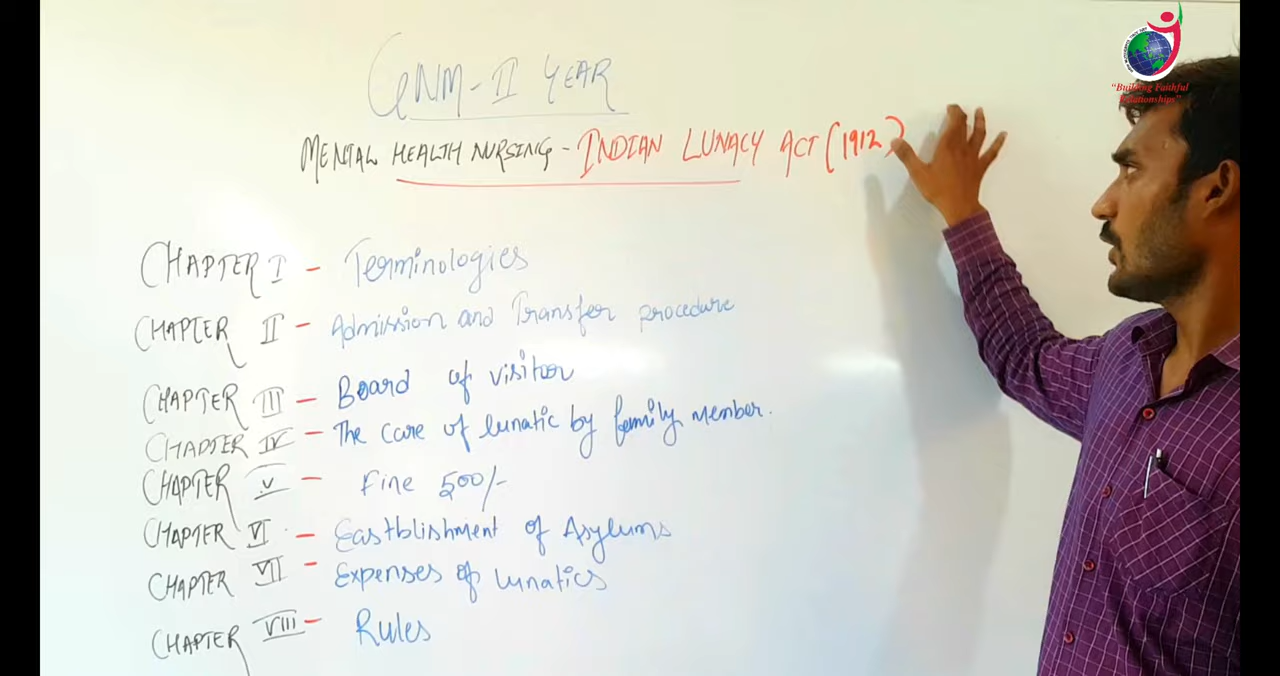 GNM-II YEAR
MENTAL HEALTH NURSING - INDIAN LUNACY ACT (1912)
CHAPTER I - Terminologies
CHAPTER II - Admission and Transfer procedure
CHAPTER III - Board of visitor
CHAPTER IV - The care of lunatic by family member.
CHAPTER V - Fine 500/-
CHAPTER VI - Eastblishment of Asylums
CHAPTER VII - Expenses of lunatics
CHAPTER VIII - Rules
"Building Faithful
Relationships"